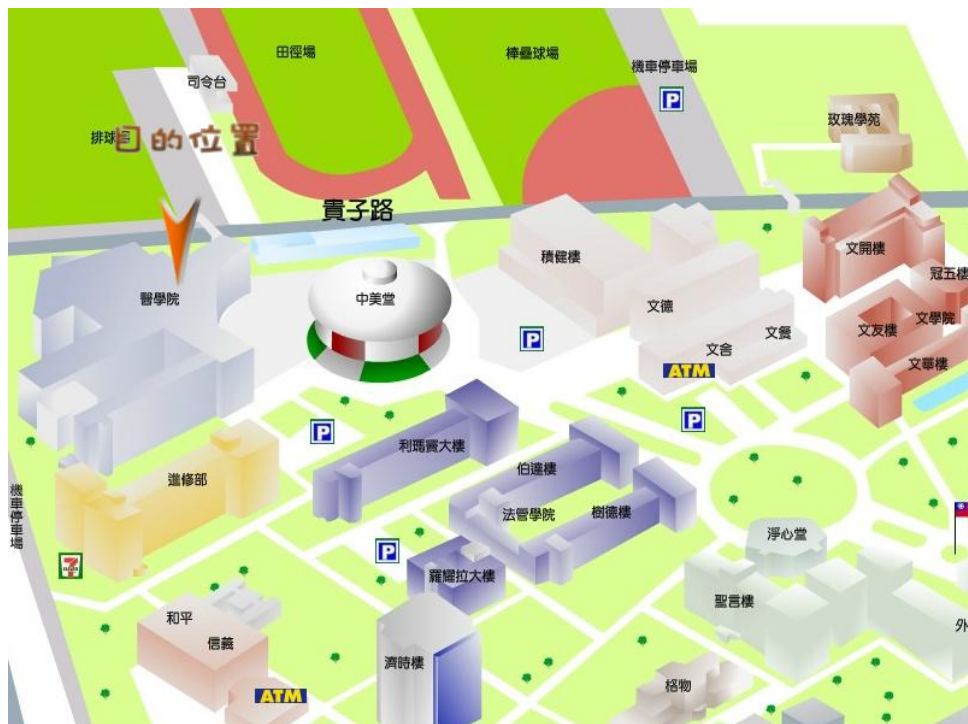 田徑場
棒壘球場
機車停車場
P
司令台
玫瑰學苑
排球
目的位置
貴子路
積健樓
文開樓
冠五樓
醫學院
中美堂
文德
文學院
文友樓
P
文舍
文餐
文華樓
ATM
P
P
利瑪竇大樓
伯達樓
進修部
機車停車場
法管學院
樹德樓
淨心堂
P
7
ELEVEN
羅耀拉大樓
聖言樓
和平
信義
外
濟時樓
格物
ATM